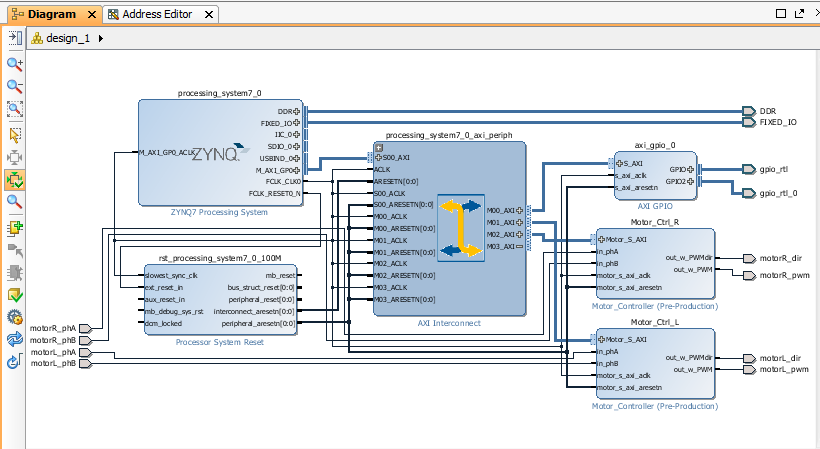 Diagram
Address Editor
design_1
processing_system7_0
DDR
FIXED_IO
IIC_0
SDIO_0
USBIND_0
M_AXI_GP0
FCLK_CLK0
FCLK_RESET0_N
M_AXI_GP0_ACLK
ZYNQ
ZYNQ7 Processing System
rst_processing_system7_0_100M
slowest_sync_clk
ext_reset_in
aux_reset_in
mb_debug_sys_rst
dcm_locked
mb_reset
bus_struct_reset[0:0]
peripheral_reset[0:0]
interconnect_aresetn[0:0]
peripheral_aresetn[0:0]
Processor System Reset
motorR_phA
motorR_phB
motorL_phA
motorL_phB
processing_system7_0_axi_periph
S00_AXI
ACLK
ARESETN[0:0]
S00_ACLK
S00_ARESETN[0:0]
M00_ACLK
M00_ARESETN[0:0]
M01_ACLK
M01_ARESETN[0:0]
M02_ACLK
M02_ARESETN[0:0]
M03_ACLK
M03_ARESETN[0:0]
M00_AXI
M01_AXI
M02_AXI
M03_AXI
AXI Interconnect
axi_gpio_0
S_AXI
s_axi_aclk
s_axi_aresetn
GPIO
GPIO2
AXI GPIO
Motor_Ctrl_R
Motor_S_AXI
in_phA
in_phB
motor_s_axi_aclk
motor_s_axi_aresetn
out_w_PWMdir
out_w_PWM
Motor_Controller (Pre-Production)
Motor_Ctrl_L
Motor_S_AXI
in_phA
in_phB
motor_s_axi_aclk
motor_s_axi_aresetn
out_w_PWMdir
out_w_PWM
Motor_Controller (Pre-Production)
DDR
FIXED_IO
gpio_rtl
gpio_rtl_0
motorR_dir
motorR_pwm
motorL_dir
motorL_pwm